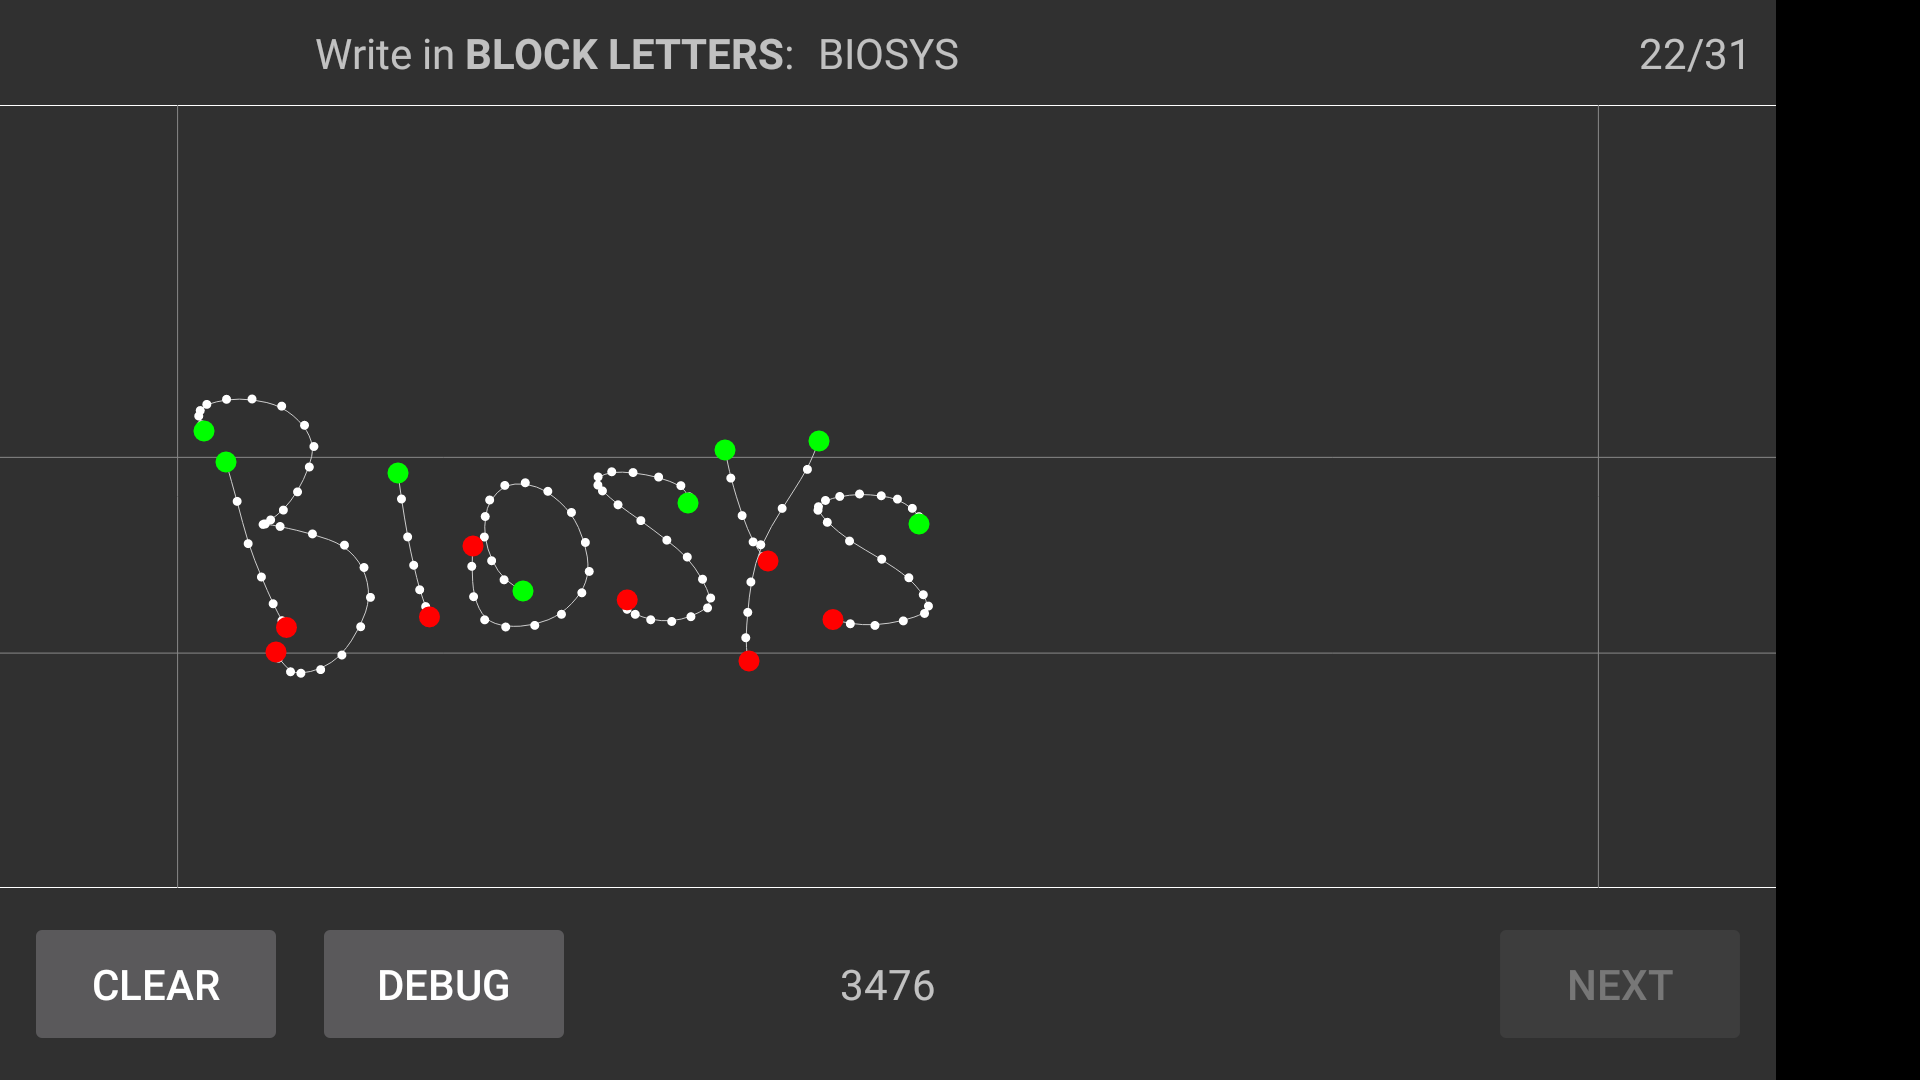 Write in BLOCK LETTERS: BIOSYS 22/31
BIOSYS
CLEAR DEBUG 3476 NEXT